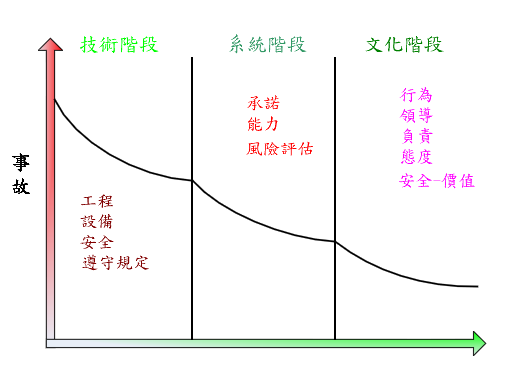 技術階段
系統階段
文化階段
承諾
能力
風險評估
行為
領導
負責
態度
安全-價值
事故
工程
設備
安全
遵守規定